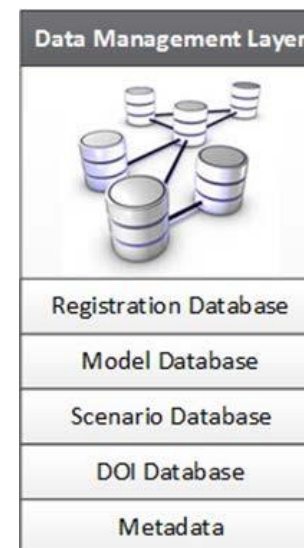 Data Management Layer
Registration Database
Model Database
Scenario Database
DOI Database
Metadata